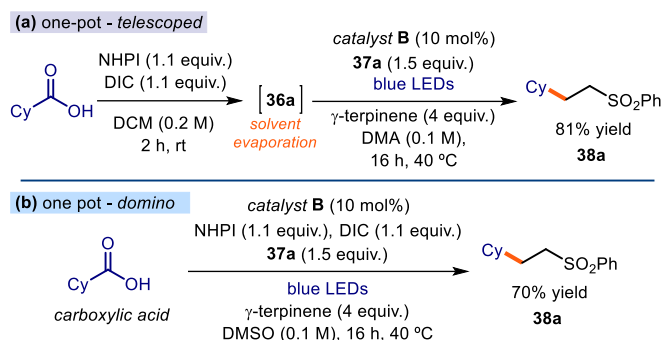 (a) one-pot - telescoped
O
Cy
OH
NHPI (1.1 equiv.)
DIC (1.1 equiv.)
DCM (0.2 M)
2 h, rt
[36a]
solvent
evaporation
catalyst B (10 mol%)
37a (1.5 equiv.)
blue LEDs
γ-terpinene (4 equiv.)
DMA (0.1 M),
16 h, 40 ºC
Cy
SO2Ph
81% yield
38a
(b) one pot - domino
O
Cy
OH
carboxylic acid
catalyst B (10 mol%)
NHPI (1.1 equiv.), DIC (1.1 equiv.)
37a (1.5 equiv.)
blue LEDs
γ-terpinene (4 equiv.)
DMSO (0.1 M), 16 h, 40 ºC
Cy
SO2Ph
70% yield
38a